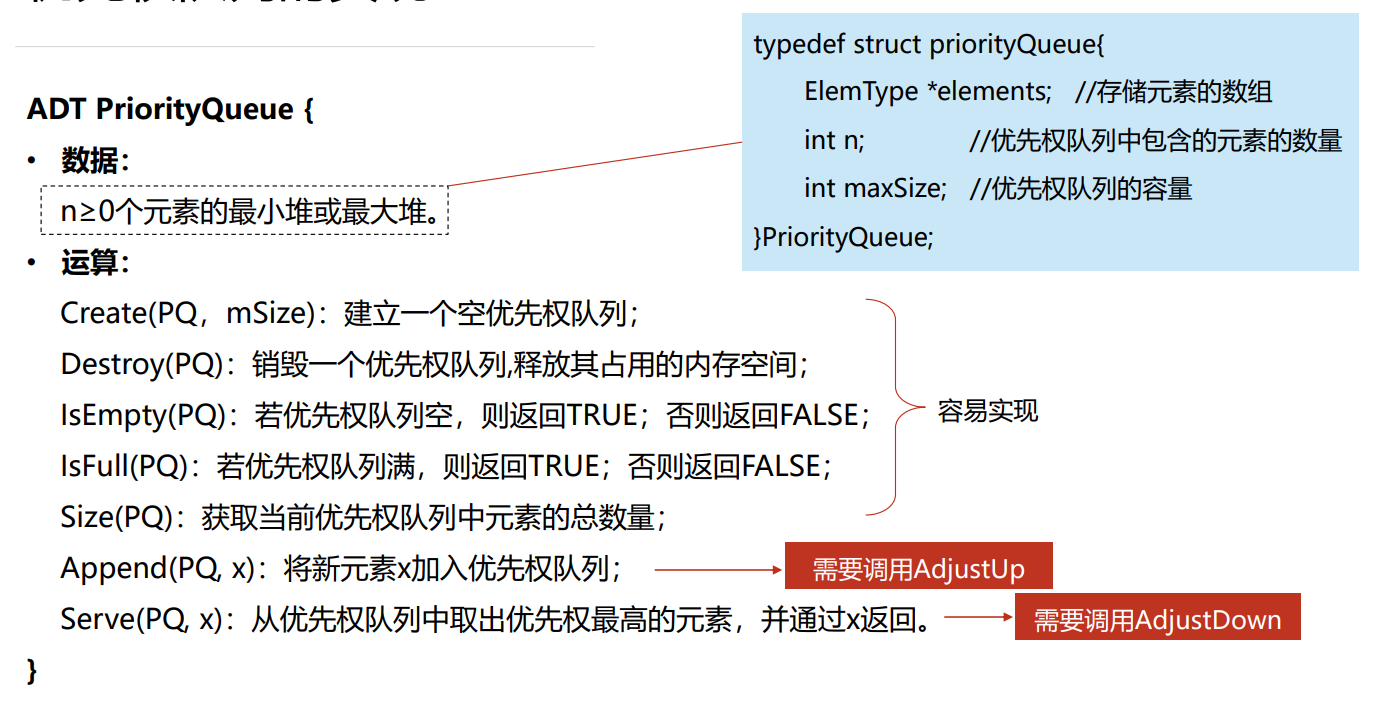 ADT PriorityQueue {
• 数据：
n≥0个元素的最小堆或最大堆。
• 运算：
Create(PQ，mSize)：建立一个空优先权队列；
Destroy(PQ)：销毁一个优先权队列,释放其占用的内存空间；
IsEmpty(PQ)：若优先权队列空，则返回TRUE；否则返回FALSE；
IsFull(PQ)：若优先权队列满，则返回TRUE；否则返回FALSE；
Size(PQ)：获取当前优先权队列中元素的总数量；
Append(PQ, x)：将新元素x加入优先权队列；
Serve(PQ, x)：从优先权队列中取出优先权最高的元素，并通过x返回。
}
typedef struct priorityQueue{
ElemType *elements; //存储元素的数组
int n; //优先权队列中包含的元素的数量
int maxSize; //优先权队列的容量
}PriorityQueue;
容易实现
需要调用AdjustUp
需要调用AdjustDown